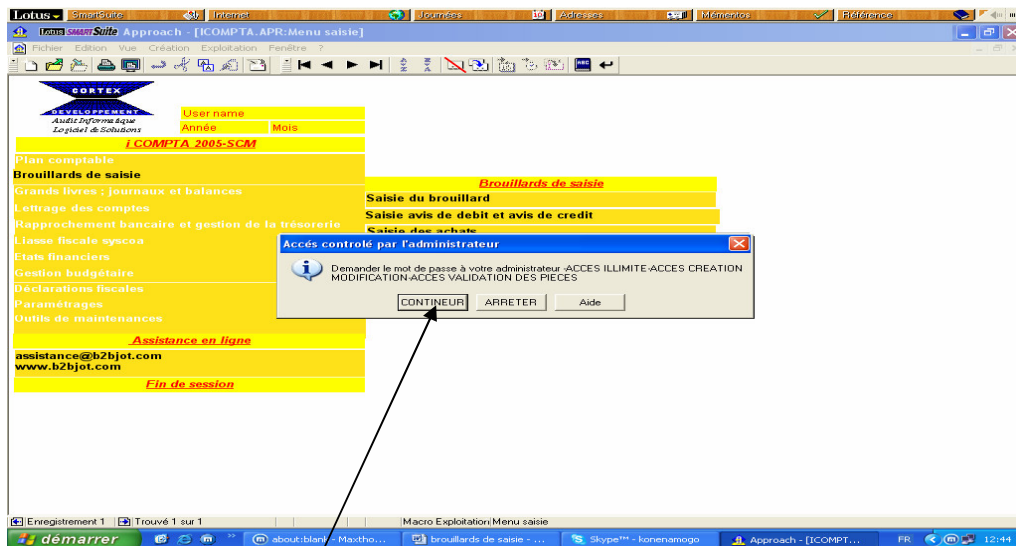 Lotus SmartSuite Internet Journées 10 Adresses Mémentos Référence
Lotus SMARTSuite Approach - [ICOMPTA.APR:Menu saisie]
Fichier Edition Vue Création Exploitation Fenêtre ?
CORTEX
DEVELOPPEMENT
Audit Informatique
Logiciel & Solutions
User name
Année Mois
i COMPTA 2005-SCM
Plan comptable
Brouillards de saisie
Grands livres ; journaux et balances
Lettrage des comptes
Rapprochement bancaire et gestion de la trésorerie
Liasse fiscale syscoa
Etats financiers
Gestion budgétaire
Déclarations fiscales
Paramétrages
Outils de maintenances
Assistance en ligne
assistance@b2bjot.com
www.b2bjot.com
Fin de session
Brouillards de saisie
Saisie du brouillard
Saisie avis de debit et avis de credit
Saisie des achats
Accés controlé par l'administrateur
Demander le mot de passe à votre administrateur -ACCES ILLIMITE-ACCES CREATION
MODIFICATION-ACCES VALIDATION DES PIECES
CONTINEUR ARRETER Aide
Enregistrement 1 Trouvé 1 sur 1 Macro Exploitation Menu saisie
démarrer about:blank - Maxtho... brouillards de saisie - ... Skype™ - konenamogo Approach - [ICOMPT... FR 12:44